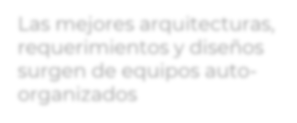 Las mejores arquitecturas,
requerimientos y diseños
surgen de equipos auto-
organizados